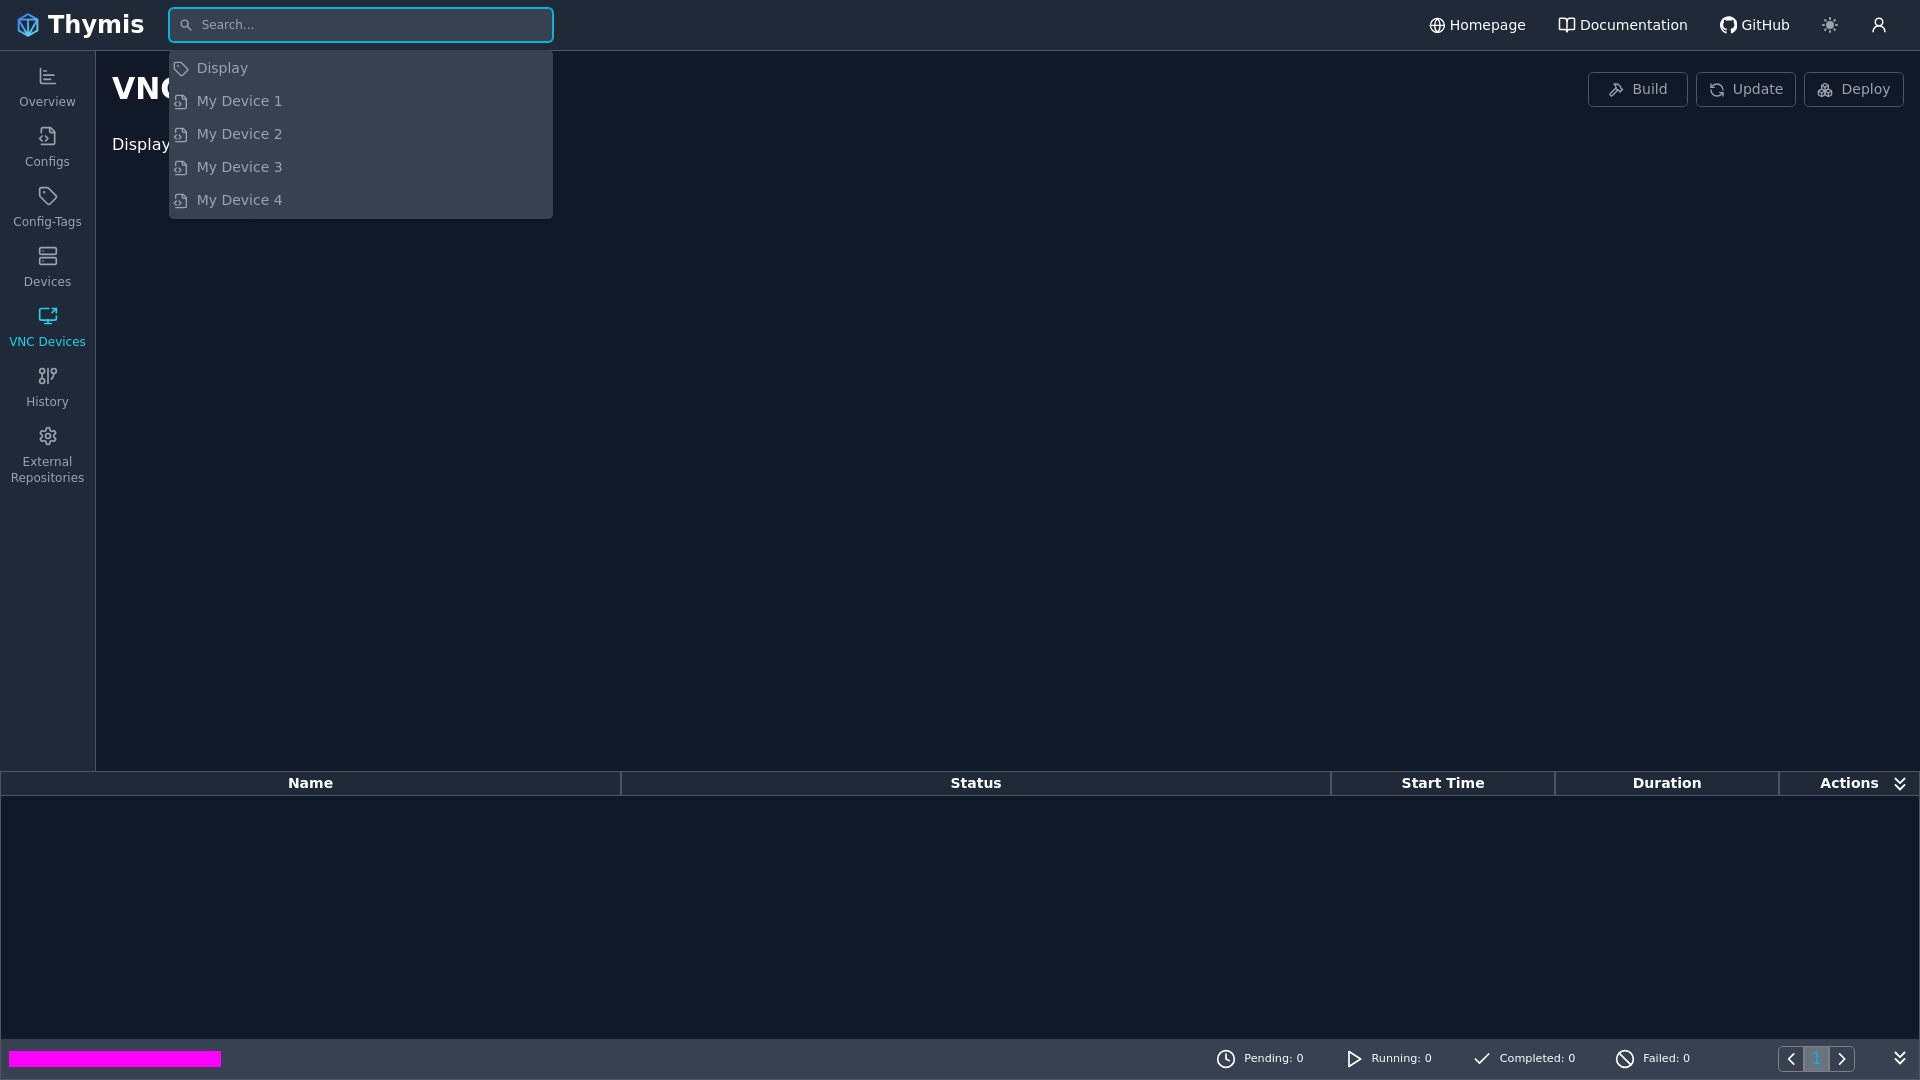 Thymis
Search...
Homepage
Documentation
GitHub
Display
My Device 1
My Device 2
My Device 3
My Device 4
Overview
Configs
Config-Tags
Devices
VNC Devices
History
External
Repositories
VNC
Display
Build
Update
Deploy
Name
Status
Start Time
Duration
Actions
Pending: 0
Running: 0
Completed: 0
Failed: 0
1